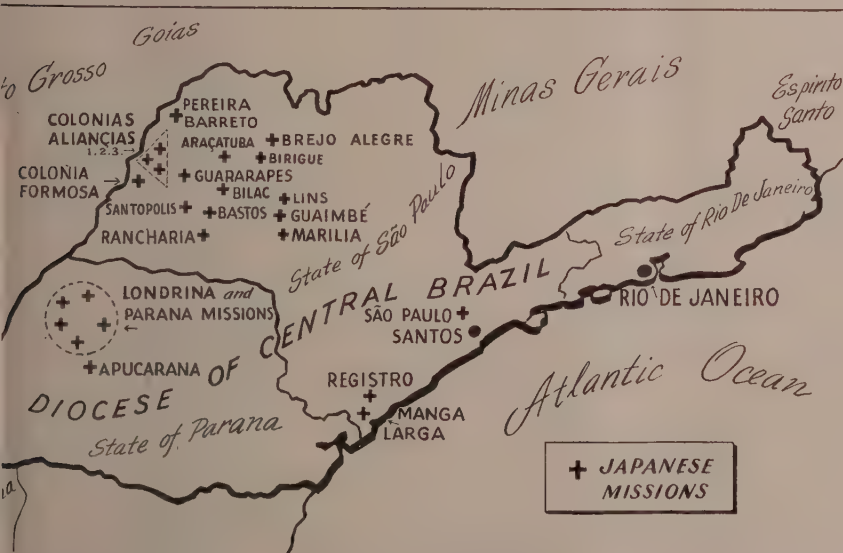 Goias
to Grosso
Minas Gerais
Espirito
Santo
PEREIRA
BARRETO
COLONIAS
ALIANÇIAS
1.2.3.
ARAÇATUBA
BREJO ALEGRE
BIRIGUE
COLONIA
FORMOSA
GUARARAPES
BILAC
LINS
SANTOPOLIS
BASTOS
GUAIMBÉ
RANCHARIA
MARILIA
State of São Paulo
State of Rio De Janeiro
LONDRINA and
PARANA MISSIONS
APUCARANA
DIOCESE OF CENTRAL BRAZIL
SÃO PAULO
SANTOS
RIO DE JANEIRO
REGISTRO
MANGA
LARGA
State of Parana
Atlantic Ocean
JAPANESE
MISSIONS